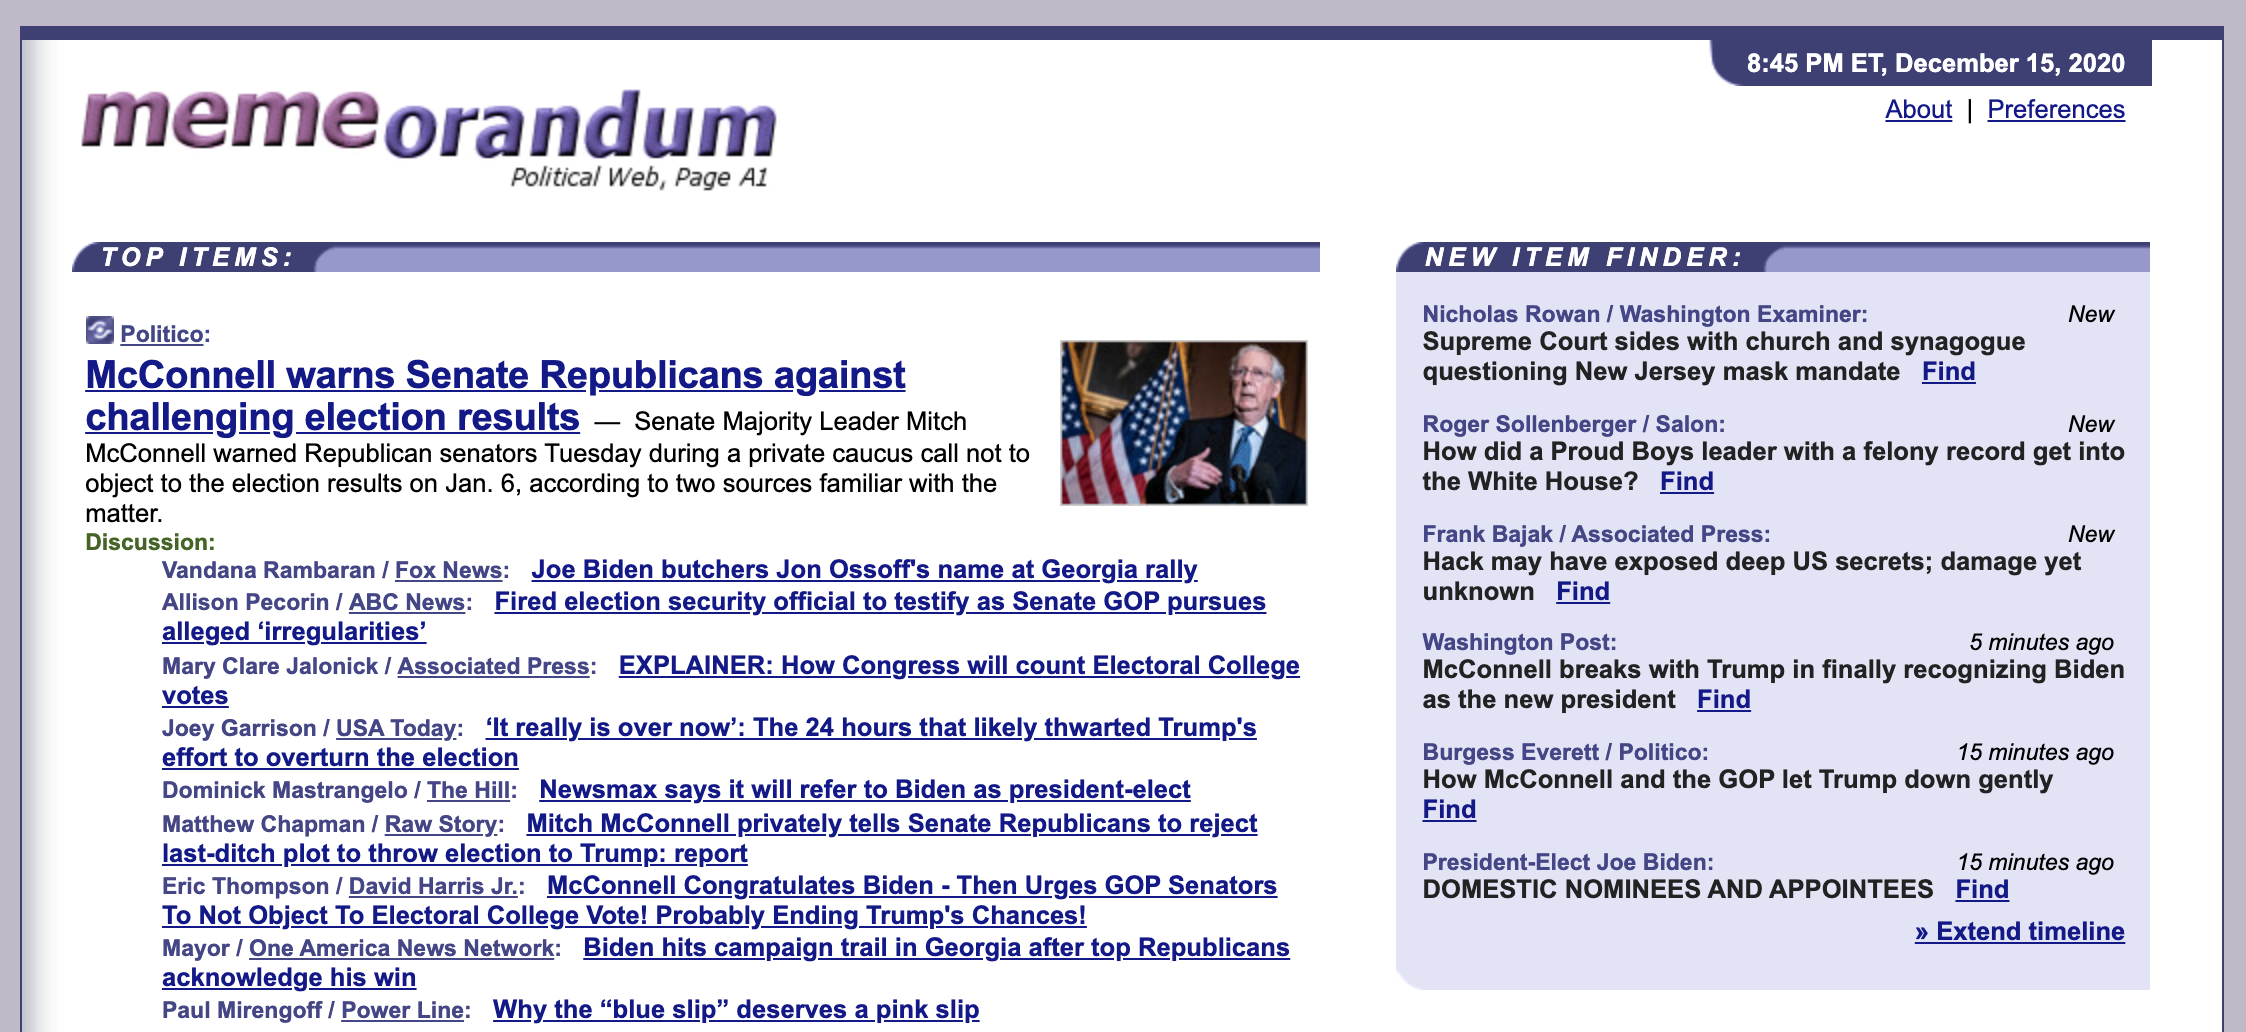 8:45 PM ET, December 15, 2020
About | Preferences
memeorandum
Political Web, Page A1
TOP ITEMS:
Politico:
McConnell warns Senate Republicans against
challenging election results — Senate Majority Leader Mitch
McConnell warned Republican senators Tuesday during a private caucus call not to
object to the election results on Jan. 6, according to two sources familiar with the
matter.
Discussion:
Vandana Rambaran / Fox News: Joe Biden butchers Jon Ossoff's name at Georgia rally
Allison Pecorin / ABC News: Fired election security official to testify as Senate GOP pursues
alleged ‘irregularities’
Mary Clare Jalonick / Associated Press: EXPLAINER: How Congress will count Electoral College
votes
Joey Garrison / USA Today: ‘It really is over now’: The 24 hours that likely thwarted Trump's
effort to overturn the election
Dominick Mastrangelo / The Hill: Newsmax says it will refer to Biden as president-elect
Matthew Chapman / Raw Story: Mitch McConnell privately tells Senate Republicans to reject
last-ditch plot to throw election to Trump: report
Eric Thompson / David Harris Jr.: McConnell Congratulates Biden - Then Urges GOP Senators
To Not Object To Electoral College Vote! Probably Ending Trump's Chances!
Mayor / One America News Network: Biden hits campaign trail in Georgia after top Republicans
acknowledge his win
Paul Mirengoff / Power Line: Why the “blue slip” deserves a pink slip
NEW ITEM FINDER:
Nicholas Rowan / Washington Examiner: New
Supreme Court sides with church and synagogue
questioning New Jersey mask mandate Find
Roger Sollenberger / Salon: New
How did a Proud Boys leader with a felony record get into
the White House? Find
Frank Bajak / Associated Press: New
Hack may have exposed deep US secrets; damage yet
unknown Find
Washington Post: 5 minutes ago
McConnell breaks with Trump in finally recognizing Biden
as the new president Find
Burgess Everett / Politico: 15 minutes ago
How McConnell and the GOP let Trump down gently
Find
President-Elect Joe Biden: 15 minutes ago
DOMESTIC NOMINEES AND APPOINTEES Find
» Extend timeline